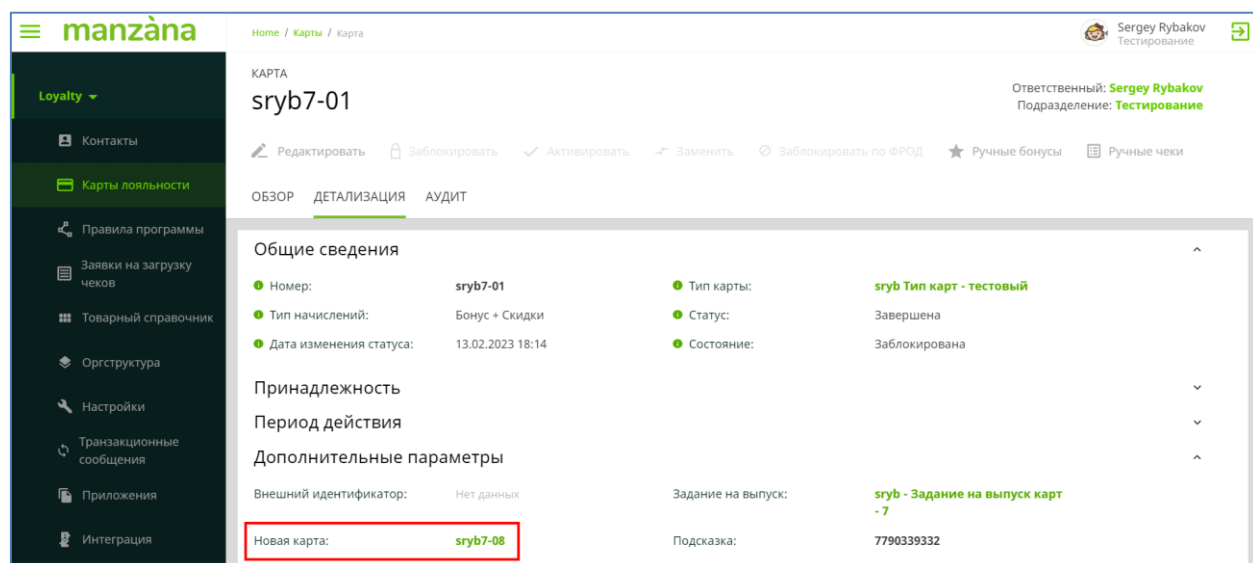 manzàna
Home / Карты / Карта
Sergey Rybakov
Тестирование
Loyalty
Контакты
Карты лояльности
Правила программы
Заявки на загрузку
чеков
Товарный справочник
Оргструктура
Настройки
Транзакционные
сообщения
Приложения
Интеграция
КАРТА
sryb7-01
Ответственный: Sergey Rybakov
Подразделение: Тестирование
Редактировать Заблокировать Активировать Заменить Заблокировать по ФРОД Ручные бонусы Ручные чеки
ОБЗОР ДЕТАЛИЗАЦИЯ АУДИТ
Общие сведения
Номер: sryb7-01 Тип карты: sryb Тип карт - тестовый
Тип начислений: Бонус + Скидки Статус: Завершена
Дата изменения статуса: 13.02.2023 18:14 Состояние: Заблокирована
Принадлежность
Период действия
Дополнительные параметры
Внешний идентификатор: Нет данных Задание на выпуск: sryb - Задание на выпуск карт
- 7
Новая карта: sryb7-08 Подсказка: 7790339332